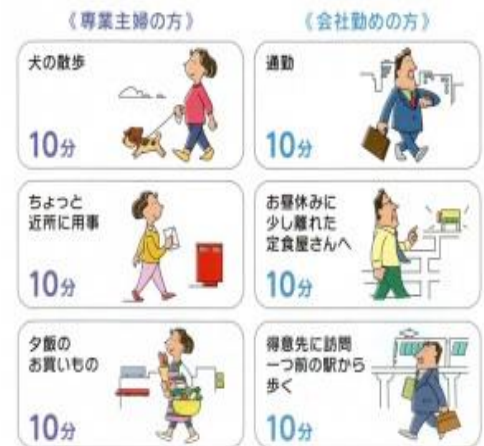 《専業主婦の方》
犬の散歩
10分
ちょっと
近所に用事
10分
夕飯の
お買いもの
10分
《会社勤めの方》
通勤
10分
お昼休みに
少し離れた
定食屋さんへ
10分
得意先に訪問
一つ前の駅から
歩く
10分